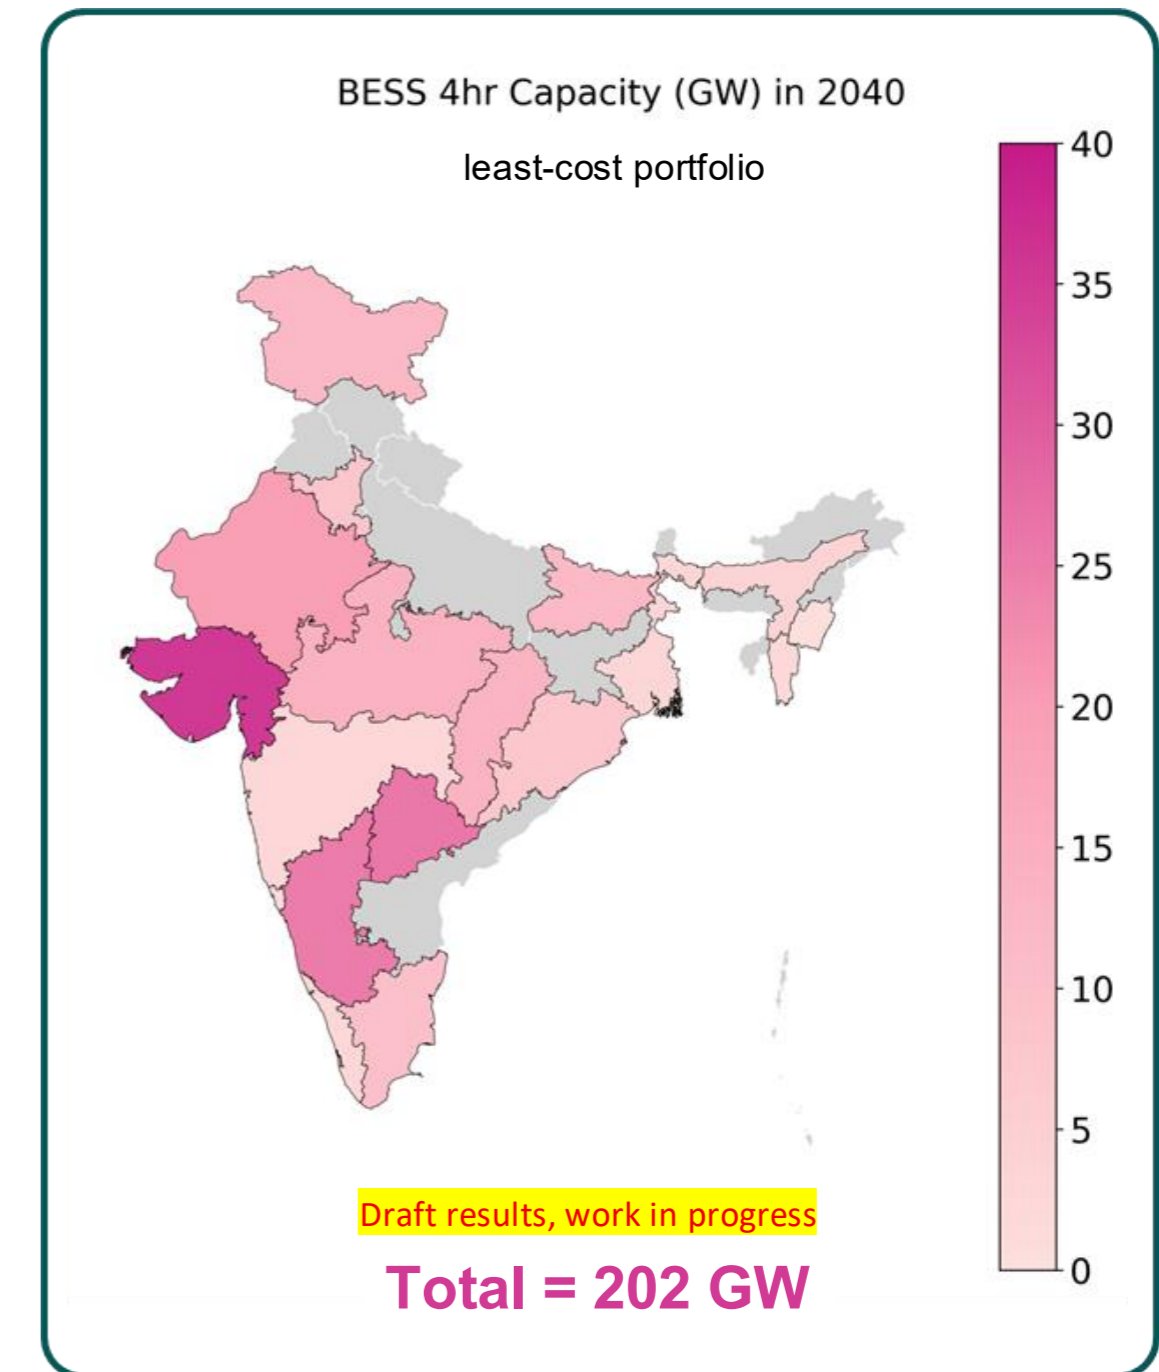 BESS 4hr Capacity (GW) in 2040
least-cost portfolio
40
35
30
25
20
15
10
5
0
Draft results, work in progress
Total = 202 GW